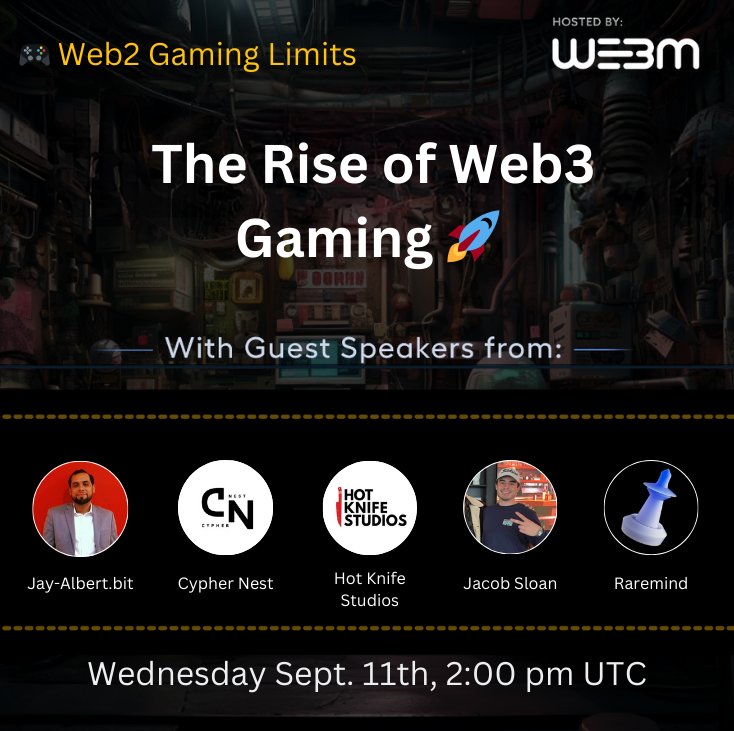 HOSTED BY:
WE3M
🎮 Web2 Gaming Limits
The Rise of Web3
Gaming 🚀
With Guest Speakers from:
CN
NEST
CYPHER
HOT
KNIFE
STUDIOS
Jay-Albert.bit
Cypher Nest
Hot Knife
Studios
Jacob Sloan
Raremind
Wednesday Sept. 11th, 2:00 pm UTC